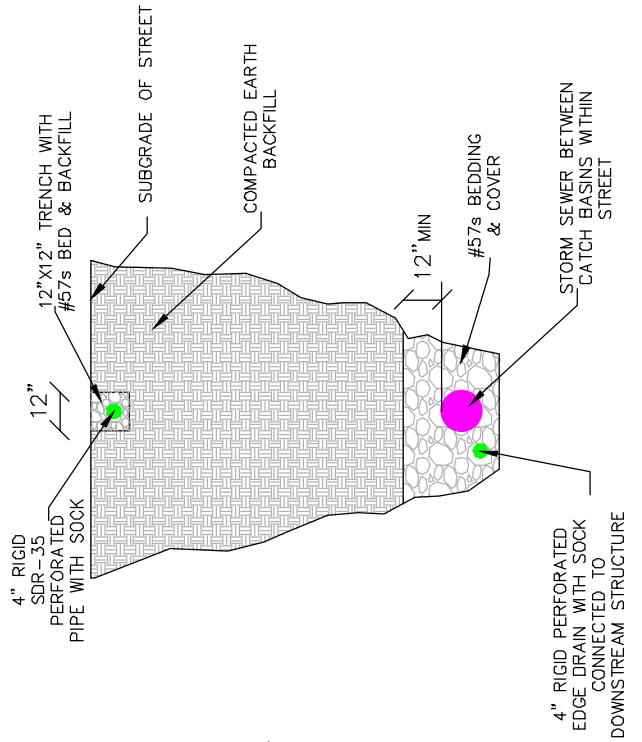 4" RIGID
SDR-35
PERFORATED
PIPE WITH SOCK
12"
12"X12" TRENCH WITH
#57s BED & BACKFILL
SUBGRADE OF STREET
COMPACTED EARTH
BACKFILL
12" MIN
#57s BEDDING
& COVER
STORM SEWER BETWEEN
CATCH BASINS WITHIN
STREET
4" RIGID PERFORATED
EDGE DRAIN WITH SOCK
CONNECTED TO
DOWNSTREAM STRUCTURE